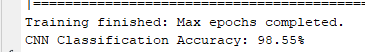 Training finished: Max epochs completed.
CNN Classification Accuracy: 98.55%